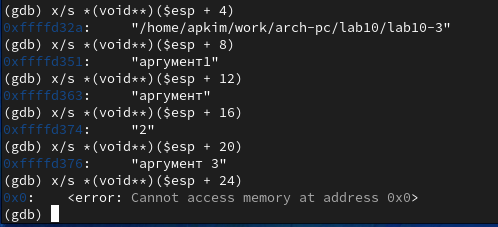 (gdb) x/s *(void**)($esp + 4)
0xffffd32a:     "/home/apkim/work/arch-pc/lab10/lab10-3"
(gdb) x/s *(void**)($esp + 8)
0xffffd351:     "аргумент1"
(gdb) x/s *(void**)($esp + 12)
0xffffd363:     "аргумент"
(gdb) x/s *(void**)($esp + 16)
0xffffd374:     "2"
(gdb) x/s *(void**)($esp + 20)
0xffffd376:     "аргумент 3"
(gdb) x/s *(void**)($esp + 24)
0x0:    <error: Cannot access memory at address 0x0>
(gdb)